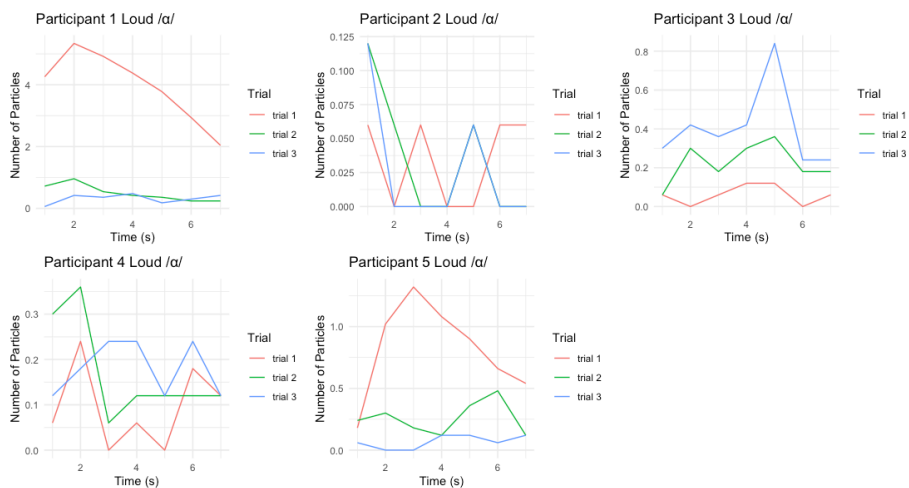 Participant 1 Loud /ɑ/
Number of Particles
4
2
0
2
4
6
Time (s)
Trial
trial 1
trial 2
trial 3
Participant 2 Loud /ɑ/
Number of Particles
0.125
0.100
0.075
0.050
0.025
0.000
2
4
6
Time (s)
Trial
trial 1
trial 2
trial 3
Participant 3 Loud /ɑ/
Number of Particles
0.8
0.6
0.4
0.2
0.0
2
4
6
Time (s)
Trial
trial 1
trial 2
trial 3
Participant 4 Loud /ɑ/
Number of Particles
0.3
0.2
0.1
0.0
2
4
6
Time (s)
Trial
trial 1
trial 2
trial 3
Participant 5 Loud /ɑ/
Number of Particles
1.0
0.5
0.0
2
4
6
Time (s)
Trial
trial 1
trial 2
trial 3